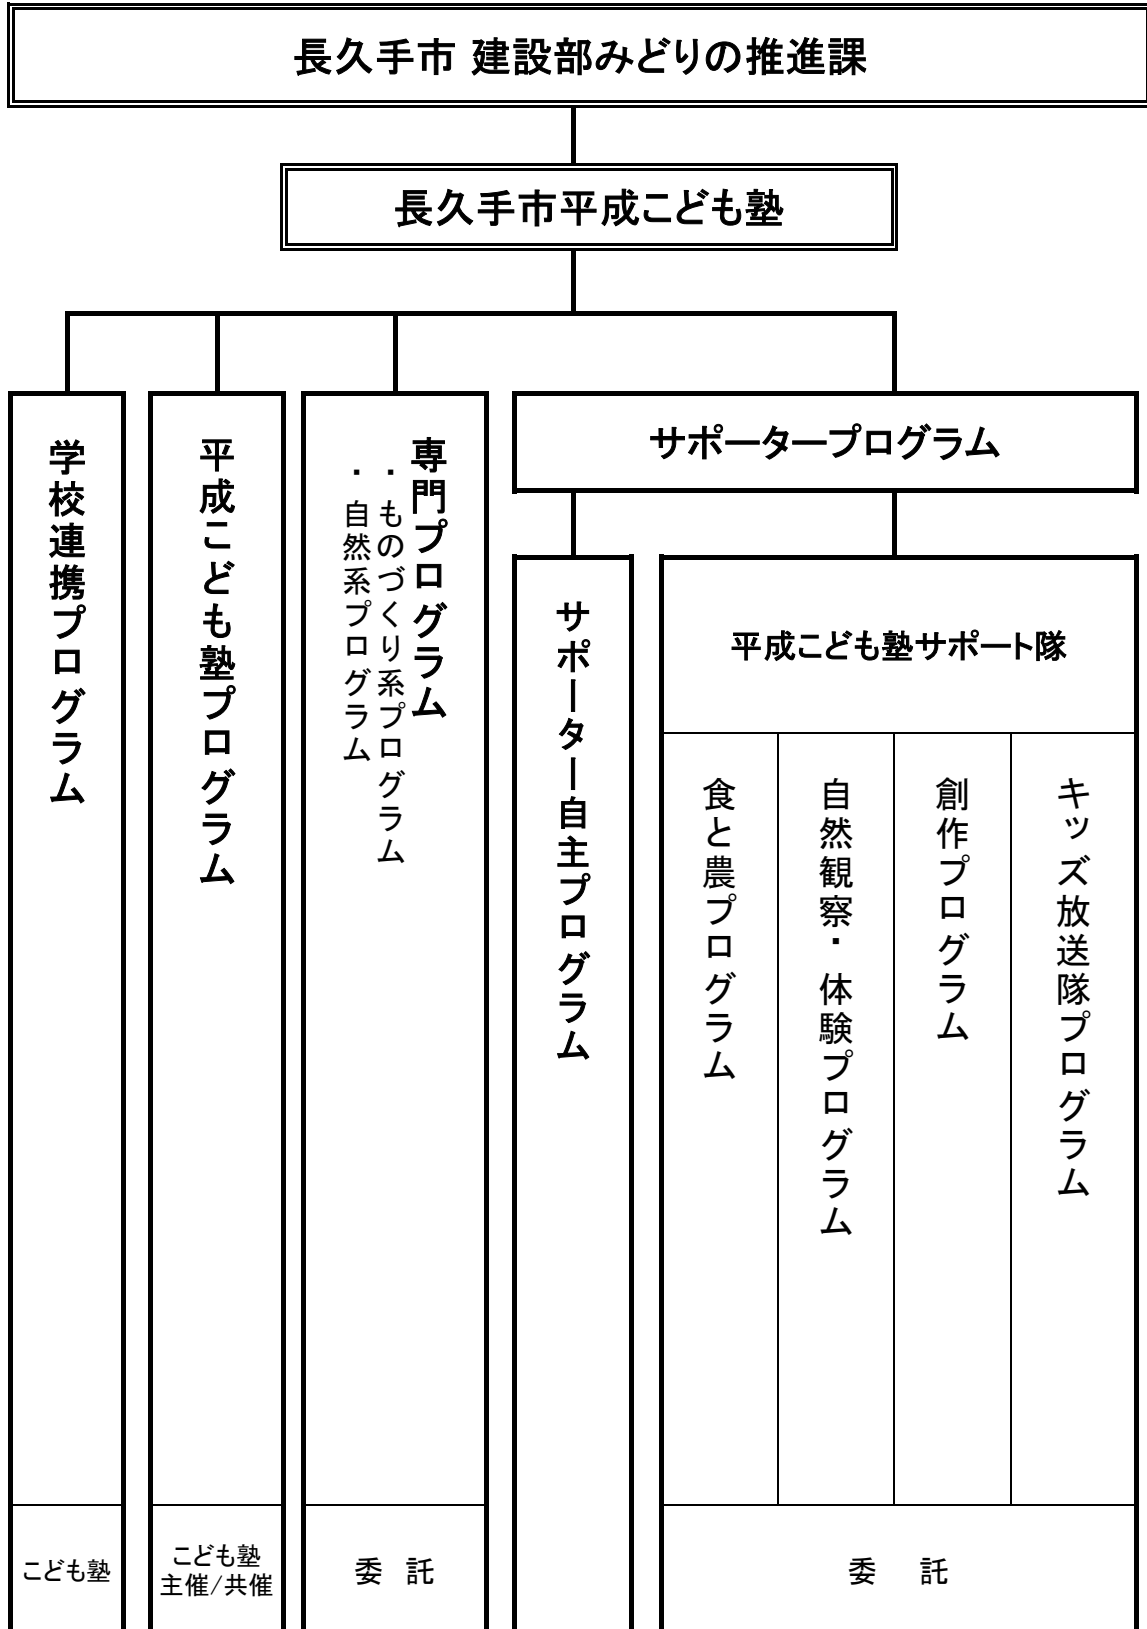 長久手市 建設部みどりの推進課
長久手市平成こども塾
学校連携プログラム
平成こども塾プログラム
専門プログラム
・ものづくり系プログラム
・自然系プログラム
サポータープログラム
サポーター自主プログラム
平成こども塾サポート隊
食と農プログラム
自然観察・体験プログラム
創作プログラム
キッズ放送隊プログラム
こども塾
こども塾
主催/共催
委 託
委 託